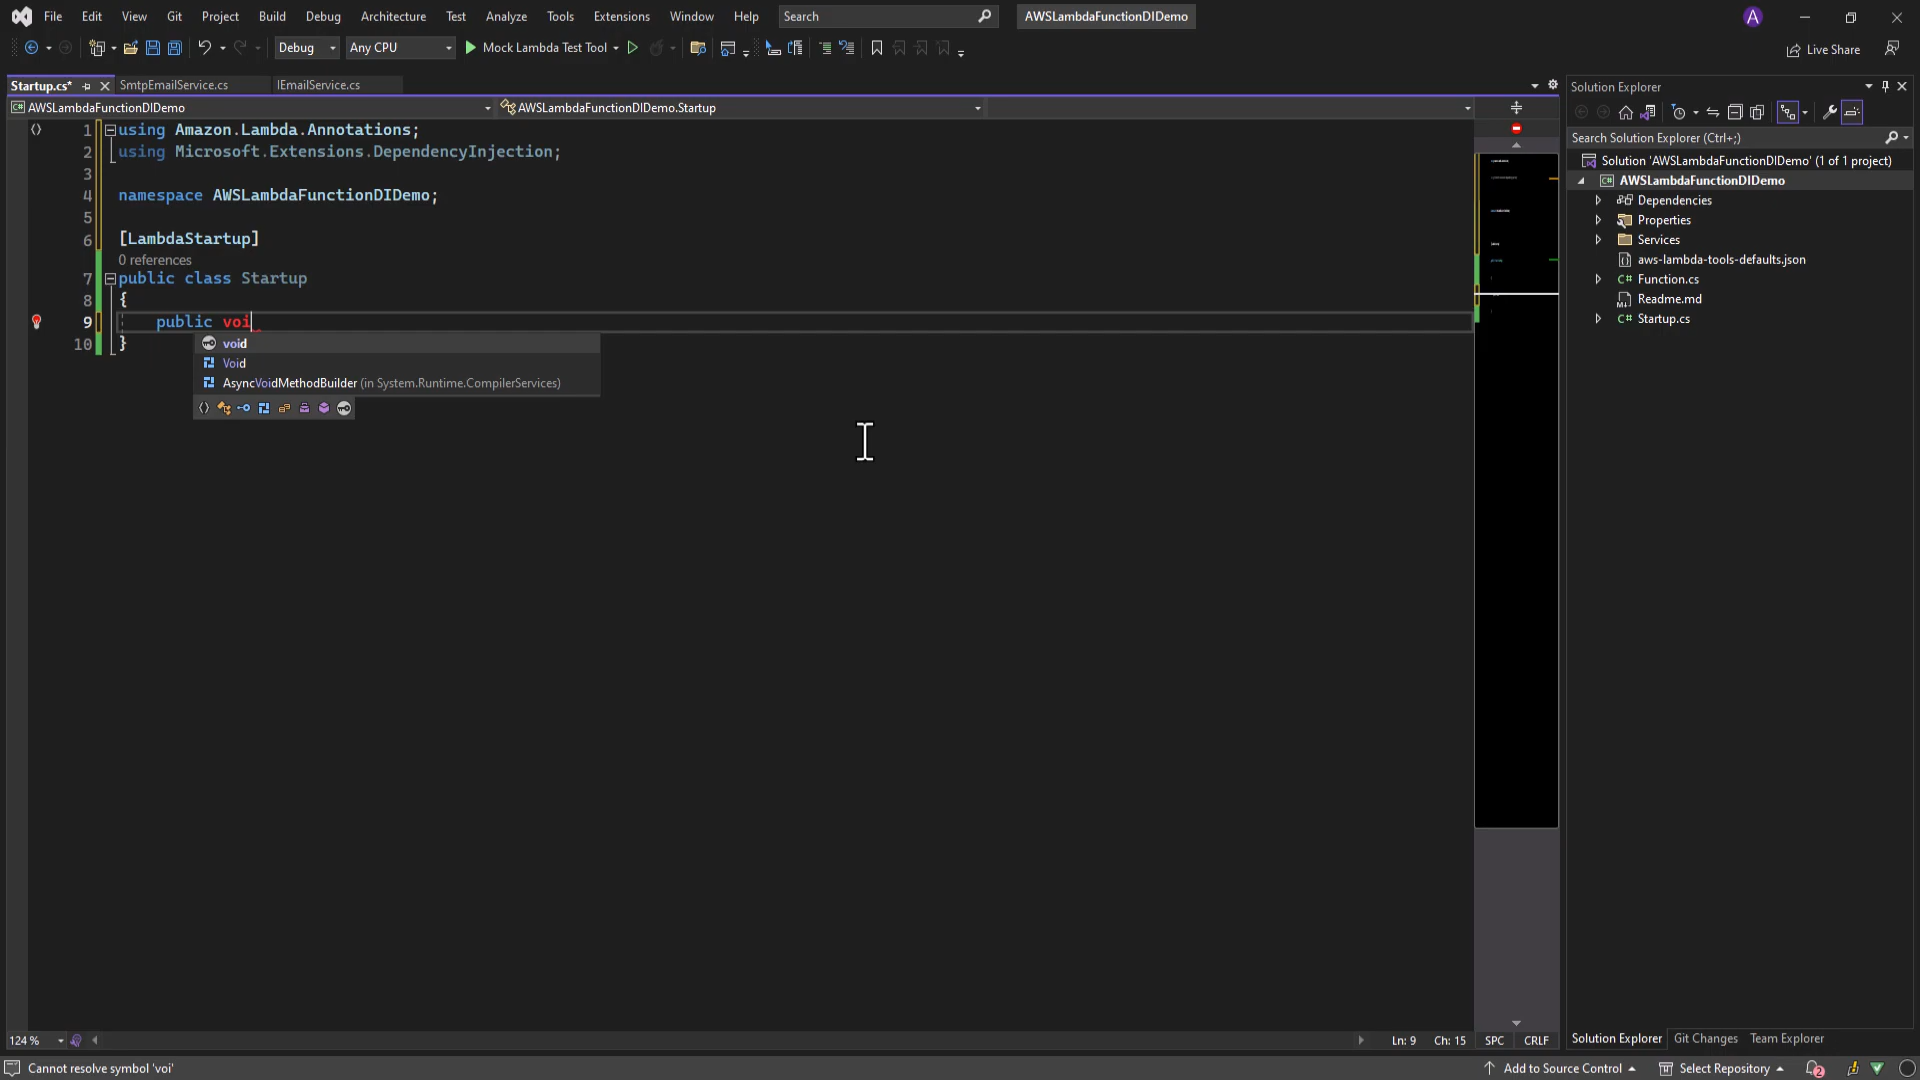 File Edit View Git Project Build Debug Architecture Test Analyze Tools Extensions Window Help Search AWSLambdaFunctionDIDemo A
Debug Any CPU Mock Lambda Test Tool Live Share
Startup.cs* SmtpEmailService.cs IEmailService.cs
AWSLambdaFunctionDIDemo AWSLambdaFunctionDIDemo.Startup
1 using Amazon.Lambda.Annotations;
2 using Microsoft.Extensions.DependencyInjection;
3
4 namespace AWSLambdaFunctionDIDemo;
5
6 [LambdaStartup]
0 references
7 public class Startup
8 {
9 public voi
10 }
void
Void
AsyncVoidMethodBuilder (in System.Runtime.CompilerServices)
Solution Explorer
Search Solution Explorer (Ctrl+;)
Solution 'AWSLambdaFunctionDIDemo' (1 of 1 project)
C# AWSLambdaFunctionDIDemo
Dependencies
Properties
Services
aws-lambda-tools-defaults.json
C# Function.cs
Readme.md
C# Startup.cs
124 % Ln: 9 Ch: 15 SPC CRLF
Solution Explorer Git Changes Team Explorer
Cannot resolve symbol 'voi' Add to Source Control Select Repository 2